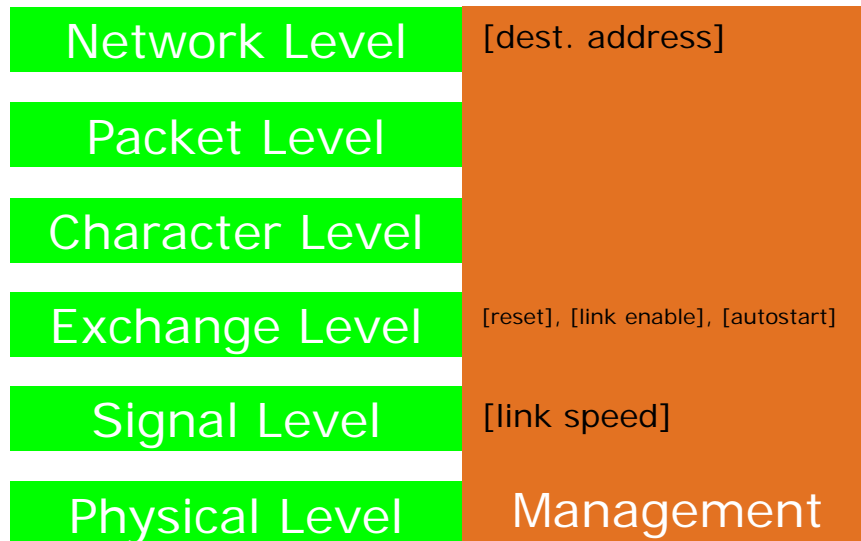 Network Level [dest. address]
Packet Level
Character Level
Exchange Level [reset], [link enable], [autostart]
Signal Level [link speed]
Physical Level Management